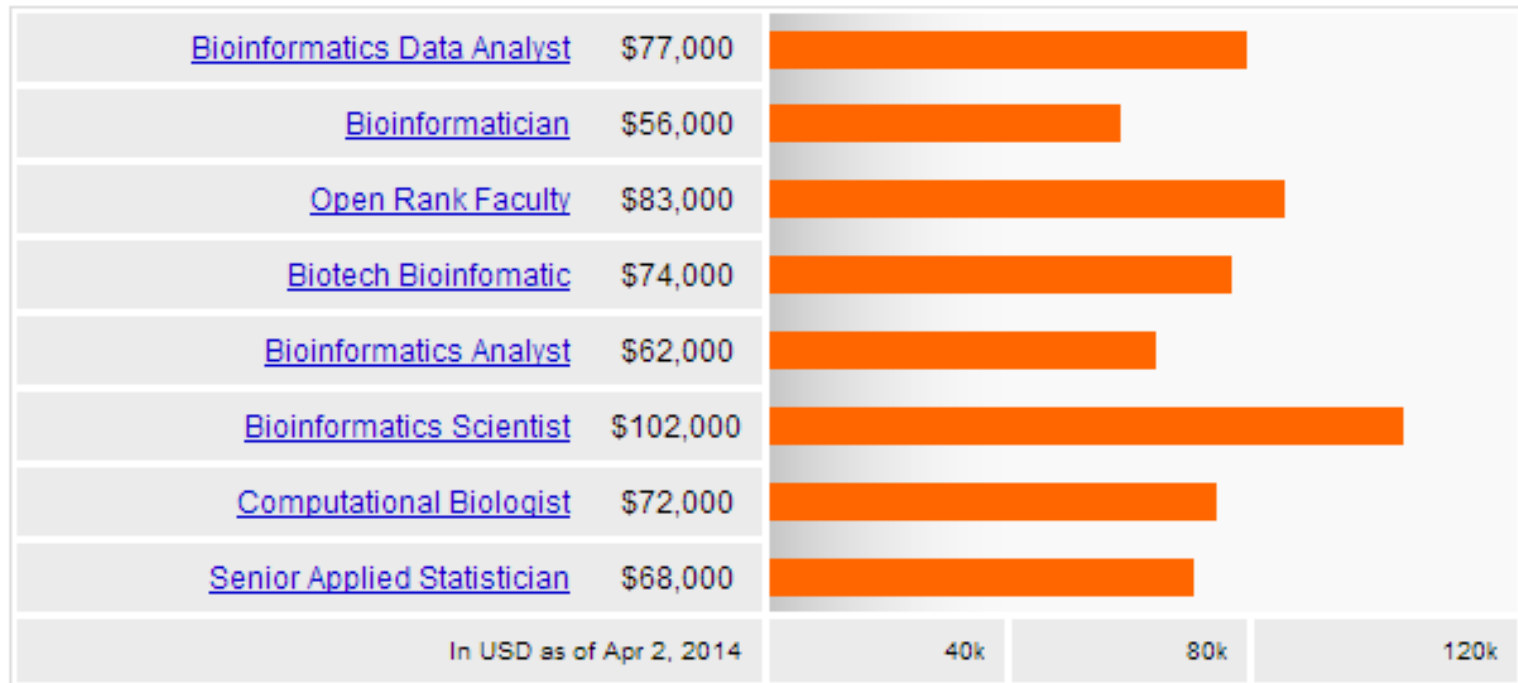 Bioinformatics Data Analyst $77,000
Bioinformatician $56,000
Open Rank Faculty $83,000
Biotech Bioinfomatic $74,000
Bioinformatics Analyst $62,000
Bioinformatics Scientist $102,000
Computational Biologist $72,000
Senior Applied Statistician $68,000
In USD as of Apr 2, 2014 40k 80k 120k